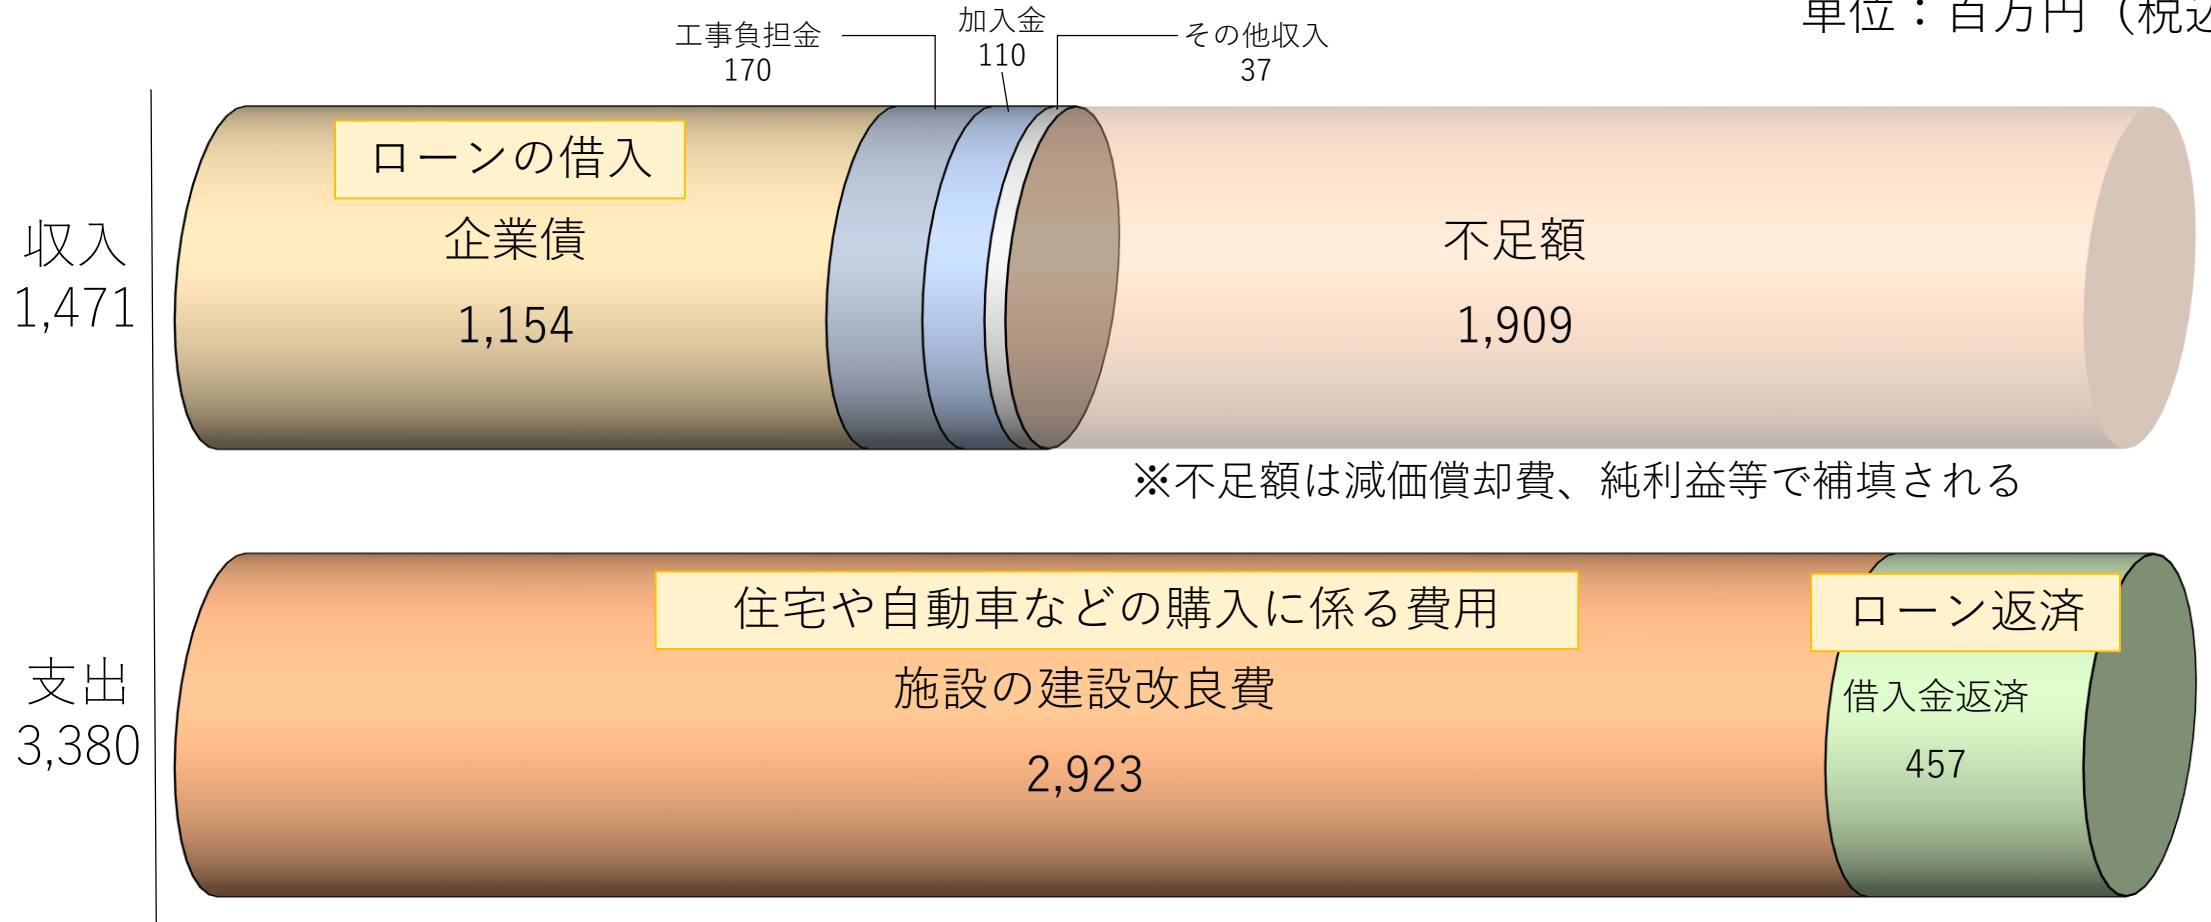 単位：百万円（税込
工事負担金
170
加入金
110
その他収入
37
収入
1,471
ローンの借入
企業債
1,154
不足額
1,909
※不足額は減価償却費、純利益等で補填される
支出
3,380
住宅や自動車などの購入に係る費用
施設の建設改良費
2,923
ローン返済
借入金返済
457